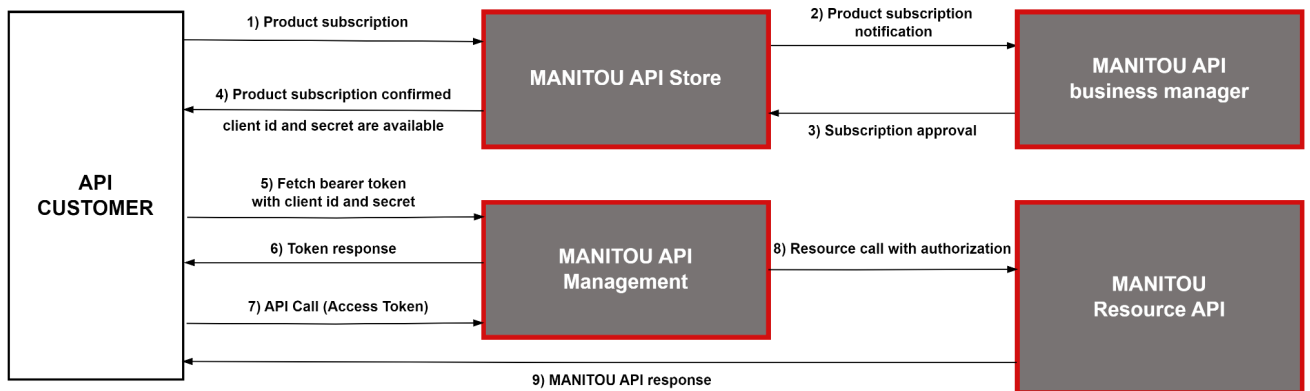 1) Product subscription
2) Product subscription
notification
MANITOU API Store
MANITOU API
business manager
4) Product subscription confirmed
client id and secret are available
3) Subscription approval
API
CUSTOMER
5) Fetch bearer token
with client id and secret
6) Token response
MANITOU API
Management
8) Resource call with authorization
MANITOU
Resource API
7) API Call (Access Token)
9) MANITOU API response